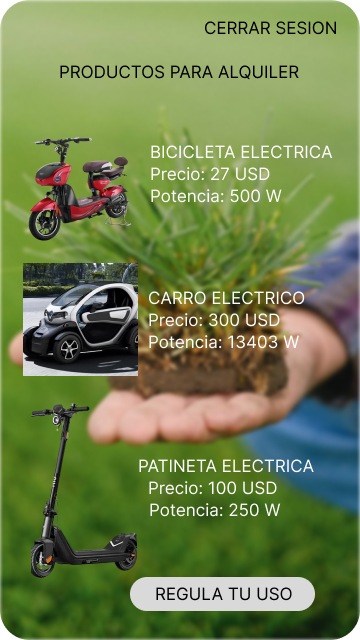 CERRAR SESION
PRODUCTOS PARA ALQUILER
BICICLETA ELECTRICA
Precio: 27 USD
Potencia: 500 W
CARRO ELECTRICO
Precio: 300 USD
Potencia: 13403 W
PATINETA ELECTRICA
Precio: 100 USD
Potencia: 250 W
REGULA TU USO